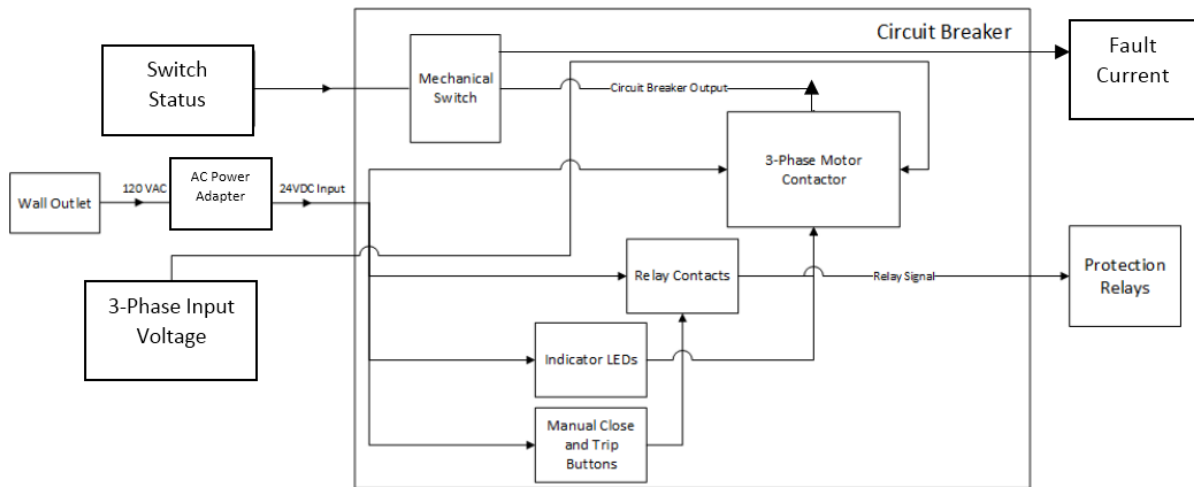 Circuit Breaker
Switch
Status
Mechanical
Switch
Fault
Current
Circuit Breaker Output
3-Phase Motor
Contactor
Wall Outlet
120 VAC
AC Power
Adapter
24VDC Input
3-Phase Input
Voltage
Relay Contacts
Relay Signal
Protection
Relays
Indicator LEDs
Manual Close
and Trip
Buttons